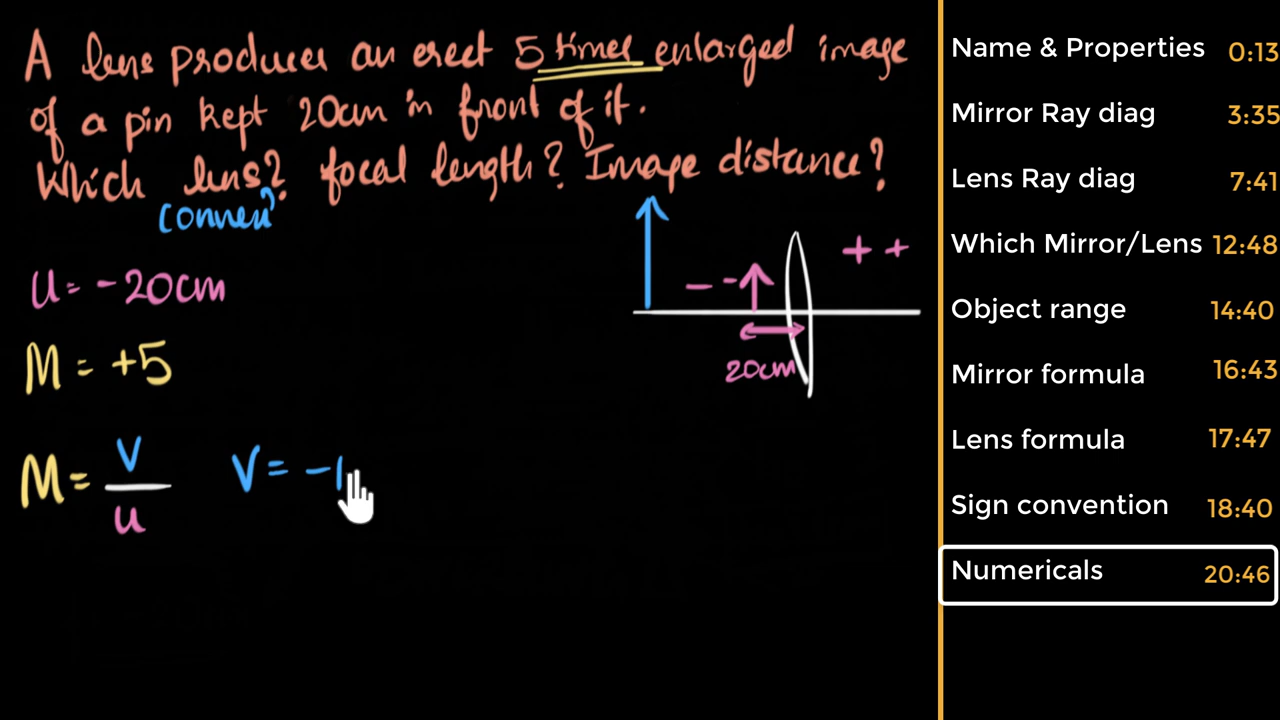 A lens produces an erect 5 times enlarged image
of a pin kept 20cm in front of it.
Which lens? focal length? Image distance?
Convex
u = -20cm
M = +5
M = v/u
V = -1
- -
+ +
20cm
Name & Properties 0:13
Mirror Ray diag 3:35
Lens Ray diag 7:41
Which Mirror/Lens 12:48
Object range 14:40
Mirror formula 16:43
Lens formula 17:47
Sign convention 18:40
Numericals 20:46